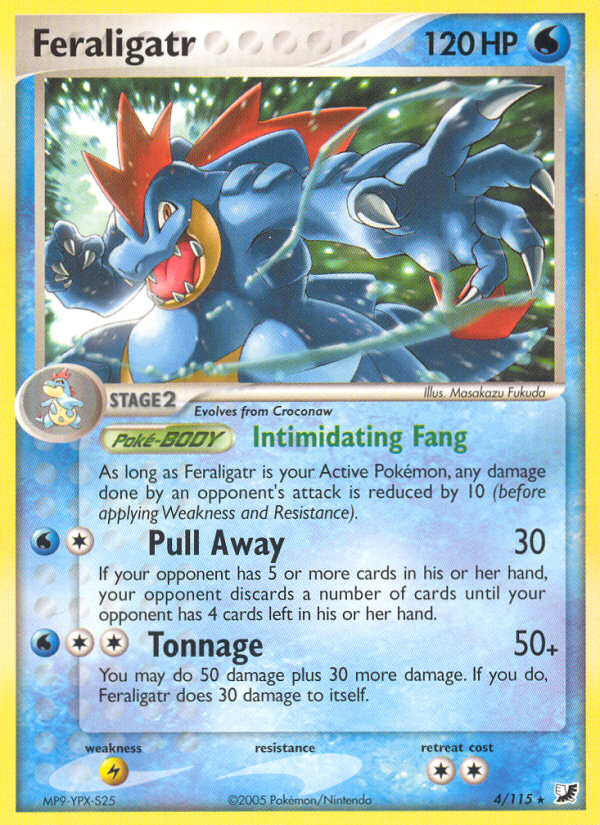 Feraligatr 120 HP
Illus. Masakazu Fukuda
STAGE 2
Evolves from Croconaw
Poké-BODY Intimidating Fang
As long as Feraligatr is your Active Pokémon, any damage
done by an opponent's attack is reduced by 10 (before
applying Weakness and Resistance).
Pull Away 30
If your opponent has 5 or more cards in his or her hand,
your opponent discards a number of cards until your
opponent has 4 cards left in his or her hand.
Tonnage 50+
You may do 50 damage plus 30 more damage. If you do,
Feraligatr does 30 damage to itself.
weakness resistance retreat cost
MP9-YPX-S25 ©2005 Pokémon/Nintendo 4/115 ★